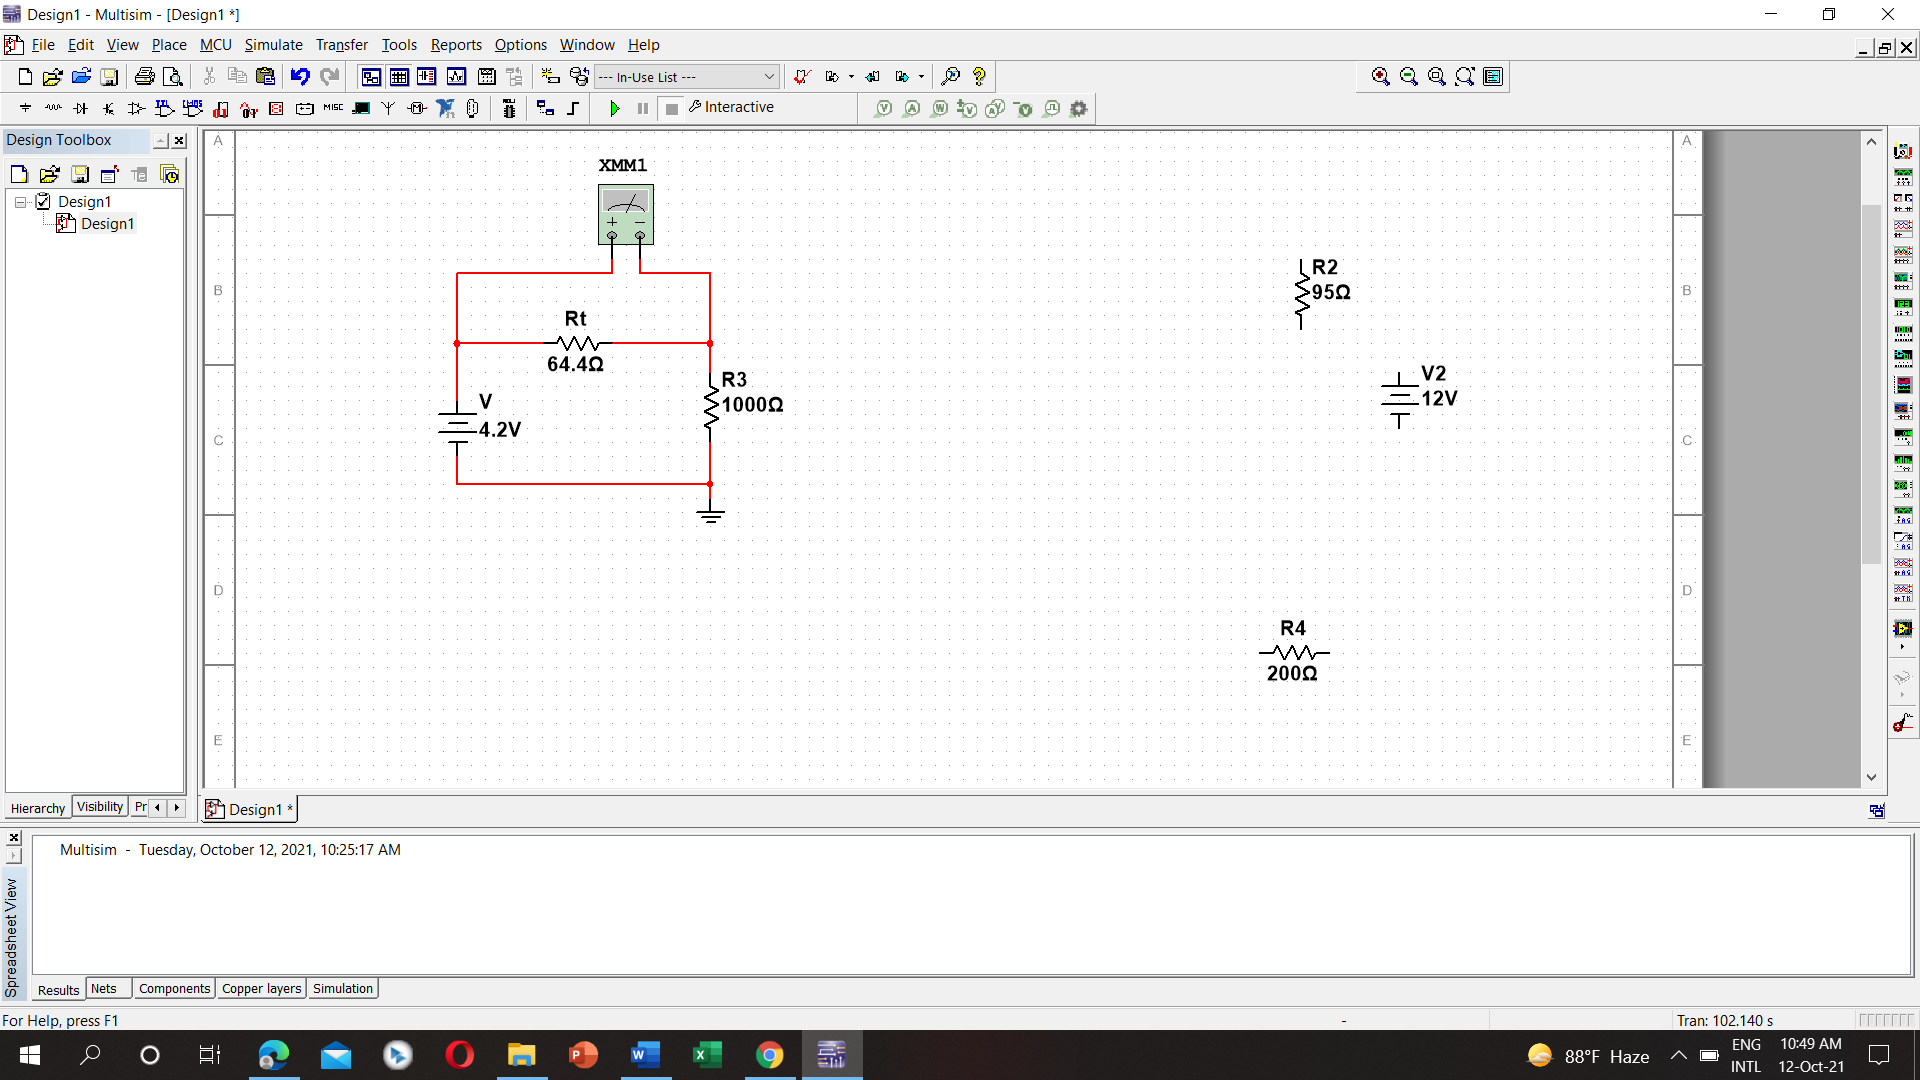 Design1 - Multisim - [Design1 *]
File Edit View Place MCU Simulate Transfer Tools Reports Options Window Help
--- In-Use List ---
MISC
Interactive
Design Toolbox
Design1
Design1
Hierarchy Visibility Pr
A
B
C
D
E
XMM1
+ −
Rt
64.4Ω
R3
1000Ω
V
4.2V
R2
95Ω
V2
12V
R4
200Ω
A
B
C
D
E
Design1 *
Multisim - Tuesday, October 12, 2021, 10:25:17 AM
Spreadsheet View
Results Nets Components Copper layers Simulation
For Help, press F1
-
Tran: 102.140 s
88°F Haze
ENG
INTL
10:49 AM
12-Oct-21